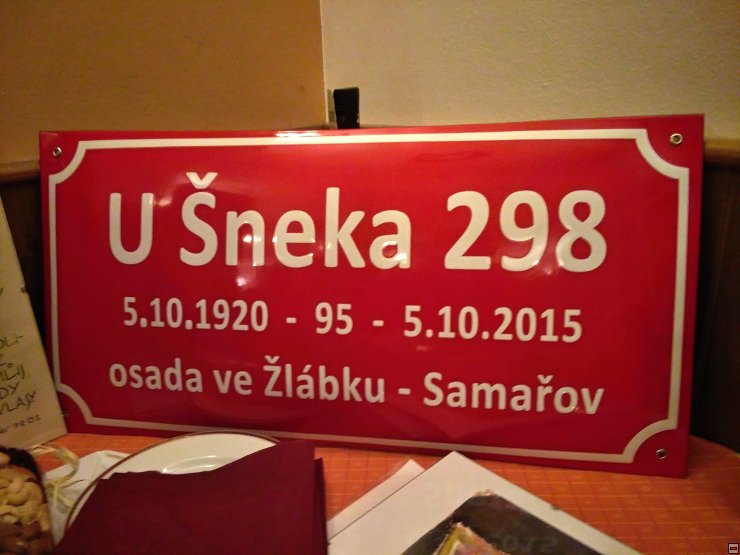 U Šneka 298
5.10.1920 - 95 - 5.10.2015
osada ve Žlábku - Samařov